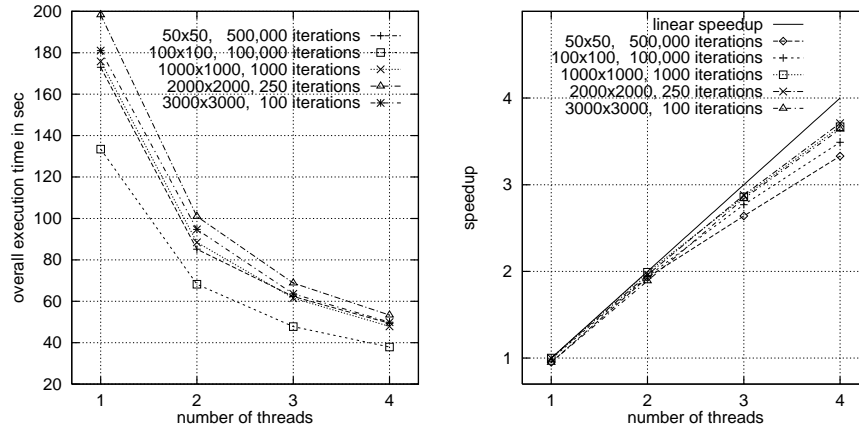 200
180
160
140
120
100
80
60
40
20
overall execution time in sec
50x50, 500,000 iterations
100x100, 100,000 iterations
1000x1000, 1000 iterations
2000x2000, 250 iterations
3000x3000, 100 iterations
1 2 3 4
number of threads
4
3
2
1
speedup
linear speedup
50x50, 500,000 iterations
100x100, 100,000 iterations
1000x1000, 1000 iterations
2000x2000, 250 iterations
3000x3000, 100 iterations
1 2 3 4
number of threads